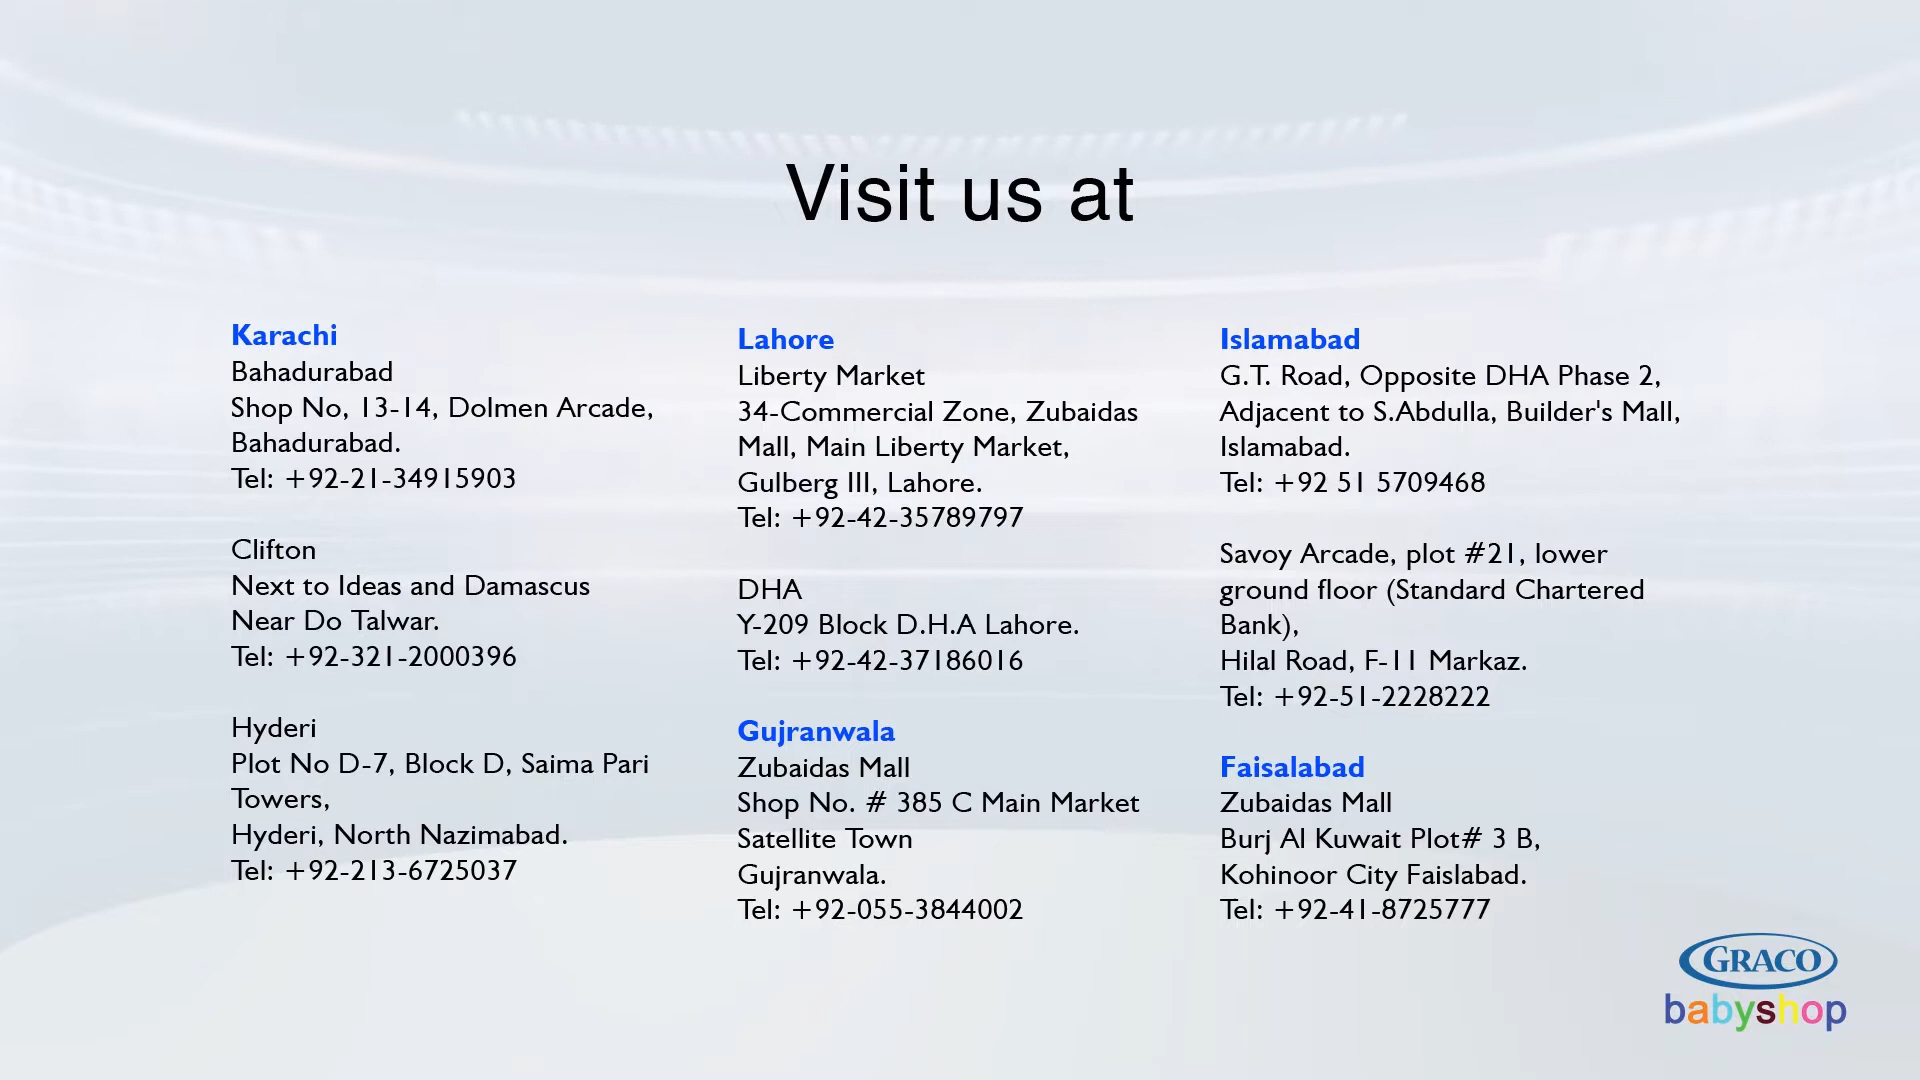 Visit us at
Karachi
Bahadurabad
Shop No, 13-14, Dolmen Arcade,
Bahadurabad.
Tel: +92-21-34915903
Clifton
Next to Ideas and Damascus
Near Do Talwar.
Tel: +92-321-2000396
Hyderi
Plot No D-7, Block D, Saima Pari
Towers,
Hyderi, North Nazimabad.
Tel: +92-213-6725037
Lahore
Liberty Market
34-Commercial Zone, Zubaidas
Mall, Main Liberty Market,
Gulberg III, Lahore.
Tel: +92-42-35789797
DHA
Y-209 Block D.H.A Lahore.
Tel: +92-42-37186016
Gujranwala
Zubaidas Mall
Shop No. # 385 C Main Market
Satellite Town
Gujranwala.
Tel: +92-055-3844002
Islamabad
G.T. Road, Opposite DHA Phase 2,
Adjacent to S.Abdulla, Builder's Mall,
Islamabad.
Tel: +92 51 5709468
Savoy Arcade, plot #21, lower
ground floor (Standard Chartered
Bank),
Hilal Road, F-11 Markaz.
Tel: +92-51-2228222
Faisalabad
Zubaidas Mall
Burj Al Kuwait Plot# 3 B,
Kohinoor City Faislabad.
Tel: +92-41-8725777
GRACO
babyshop